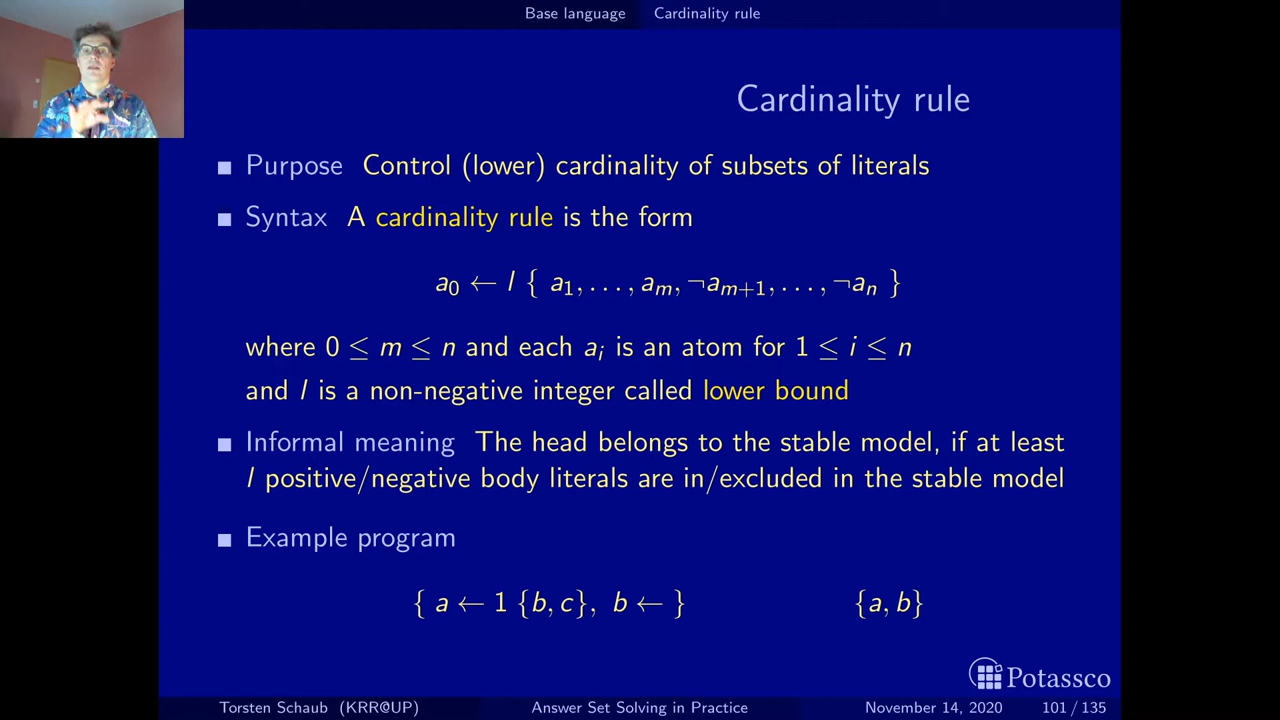 Base language Cardinality rule
Cardinality rule
Purpose Control (lower) cardinality of subsets of literals
Syntax A cardinality rule is the form
a₀ ← l { a₁, . . . , aₘ, ¬aₘ₊₁, . . . , ¬aₙ }
where 0 ≤ m ≤ n and each aᵢ is an atom for 1 ≤ i ≤ n
and l is a non-negative integer called lower bound
Informal meaning The head belongs to the stable model, if at least
l positive/negative body literals are in/excluded in the stable model
Example program
{ a ← 1 {b, c}, b ← } {a, b}
Potassco
Torsten Schaub (KRR@UP) Answer Set Solving in Practice November 14, 2020 101 / 135